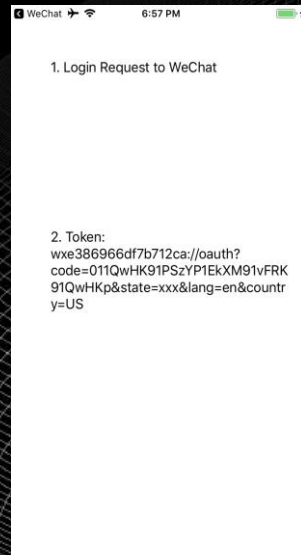 WeChat
6:57 PM
1. Login Request to WeChat
2. Token:
wxe386966df7b712ca://oauth?
code=011QwHK91PSzYP1EkXM91vFRK
91QwHKp&state=xxx&lang=en&countr
y=US